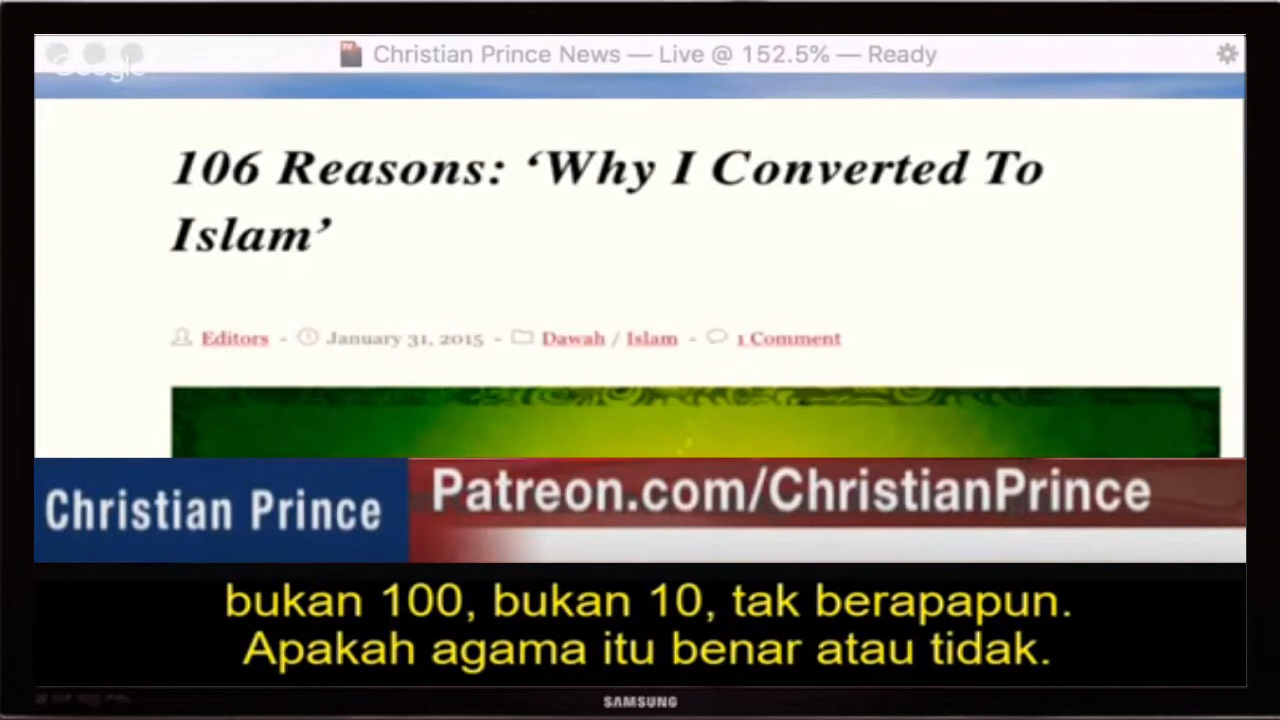 Christian Prince News — Live @ 152.5% — Ready
Google
106 Reasons: ‘Why I Converted To
Islam’
Editors - January 31, 2015 - Dawah / Islam - 1 Comment
Christian Prince
Patreon.com/ChristianPrince
bukan 100, bukan 10, tak berapapun.
Apakah agama itu benar atau tidak.
SAMSUNG